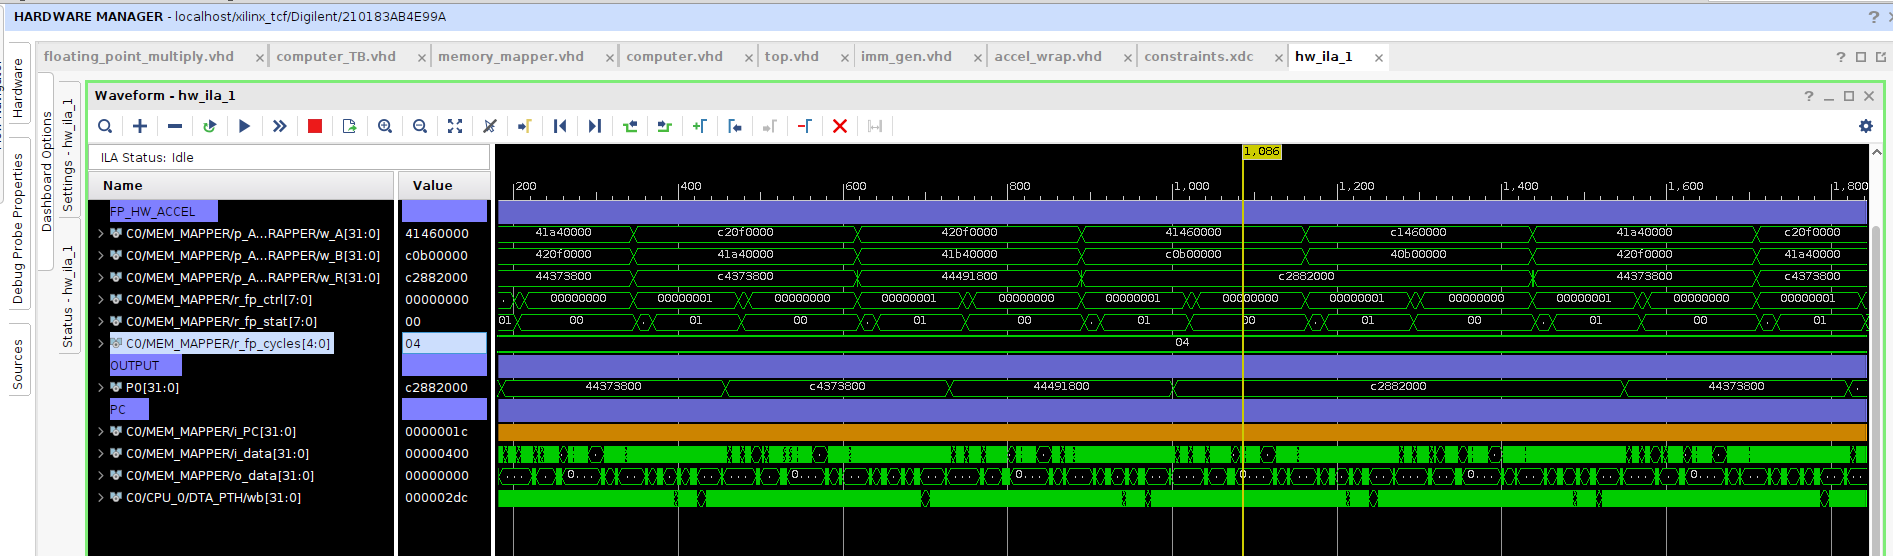 HARDWARE MANAGER - localhost/xilinx_tcf/Digilent/210183AB4E99A
floating_point_multiply.vhd computer_TB.vhd memory_mapper.vhd computer.vhd top.vhd imm_gen.vhd accel_wrap.vhd constraints.xdc hw_ila_1
Hardware
Debug Probe Properties
Sources
Dashboard Options
Settings - hw_ila_1
Status - hw_ila_1
Waveform - hw_ila_1
ILA Status: Idle
Name Value
1,086
200 400 600 800 1,000 1,200 1,400 1,600 1,800
FP_HW_ACCEL
C0/MEM_MAPPER/p_A...RAPPER/w_A[31:0] 41460000 41a40000 c20f0000 420f0000 41460000 c1460000 41a40000 c20f0000
C0/MEM_MAPPER/p_A...RAPPER/w_B[31:0] c0b00000 420f0000 41a40000 41b40000 c0b00000 40b00000 420f0000 41a40000
C0/MEM_MAPPER/p_A...RAPPER/w_R[31:0] c2882000 44373800 c4373800 44491800 c2882000 44373800 c4373800
C0/MEM_MAPPER/r_fp_ctrl[7:0] 00000000 . 00000000 00000001 00000000 00000001 00000000 00000001 00000000 00000001 00000000 00000001 00000000 00000001
C0/MEM_MAPPER/r_fp_stat[7:0] 00 01 00 . 01 00 . 01 00 . 01 00 . 01 00 . 01 00 . 01
C0/MEM_MAPPER/r_fp_cycles[4:0] 04 04
OUTPUT
P0[31:0] c2882000 44373800 c4373800 44491800 c2882000 44373800 .
PC
C0/MEM_MAPPER/i_PC[31:0] 0000001c
C0/MEM_MAPPER/i_data[31:0] 00000400
C0/MEM_MAPPER/o_data[31:0] 00000000 ... 0... ... 0... ... 0... ... 0 ... 0... ... 0... ...
C0/CPU_0/DTA_PTH/wb[31:0] 000002dc